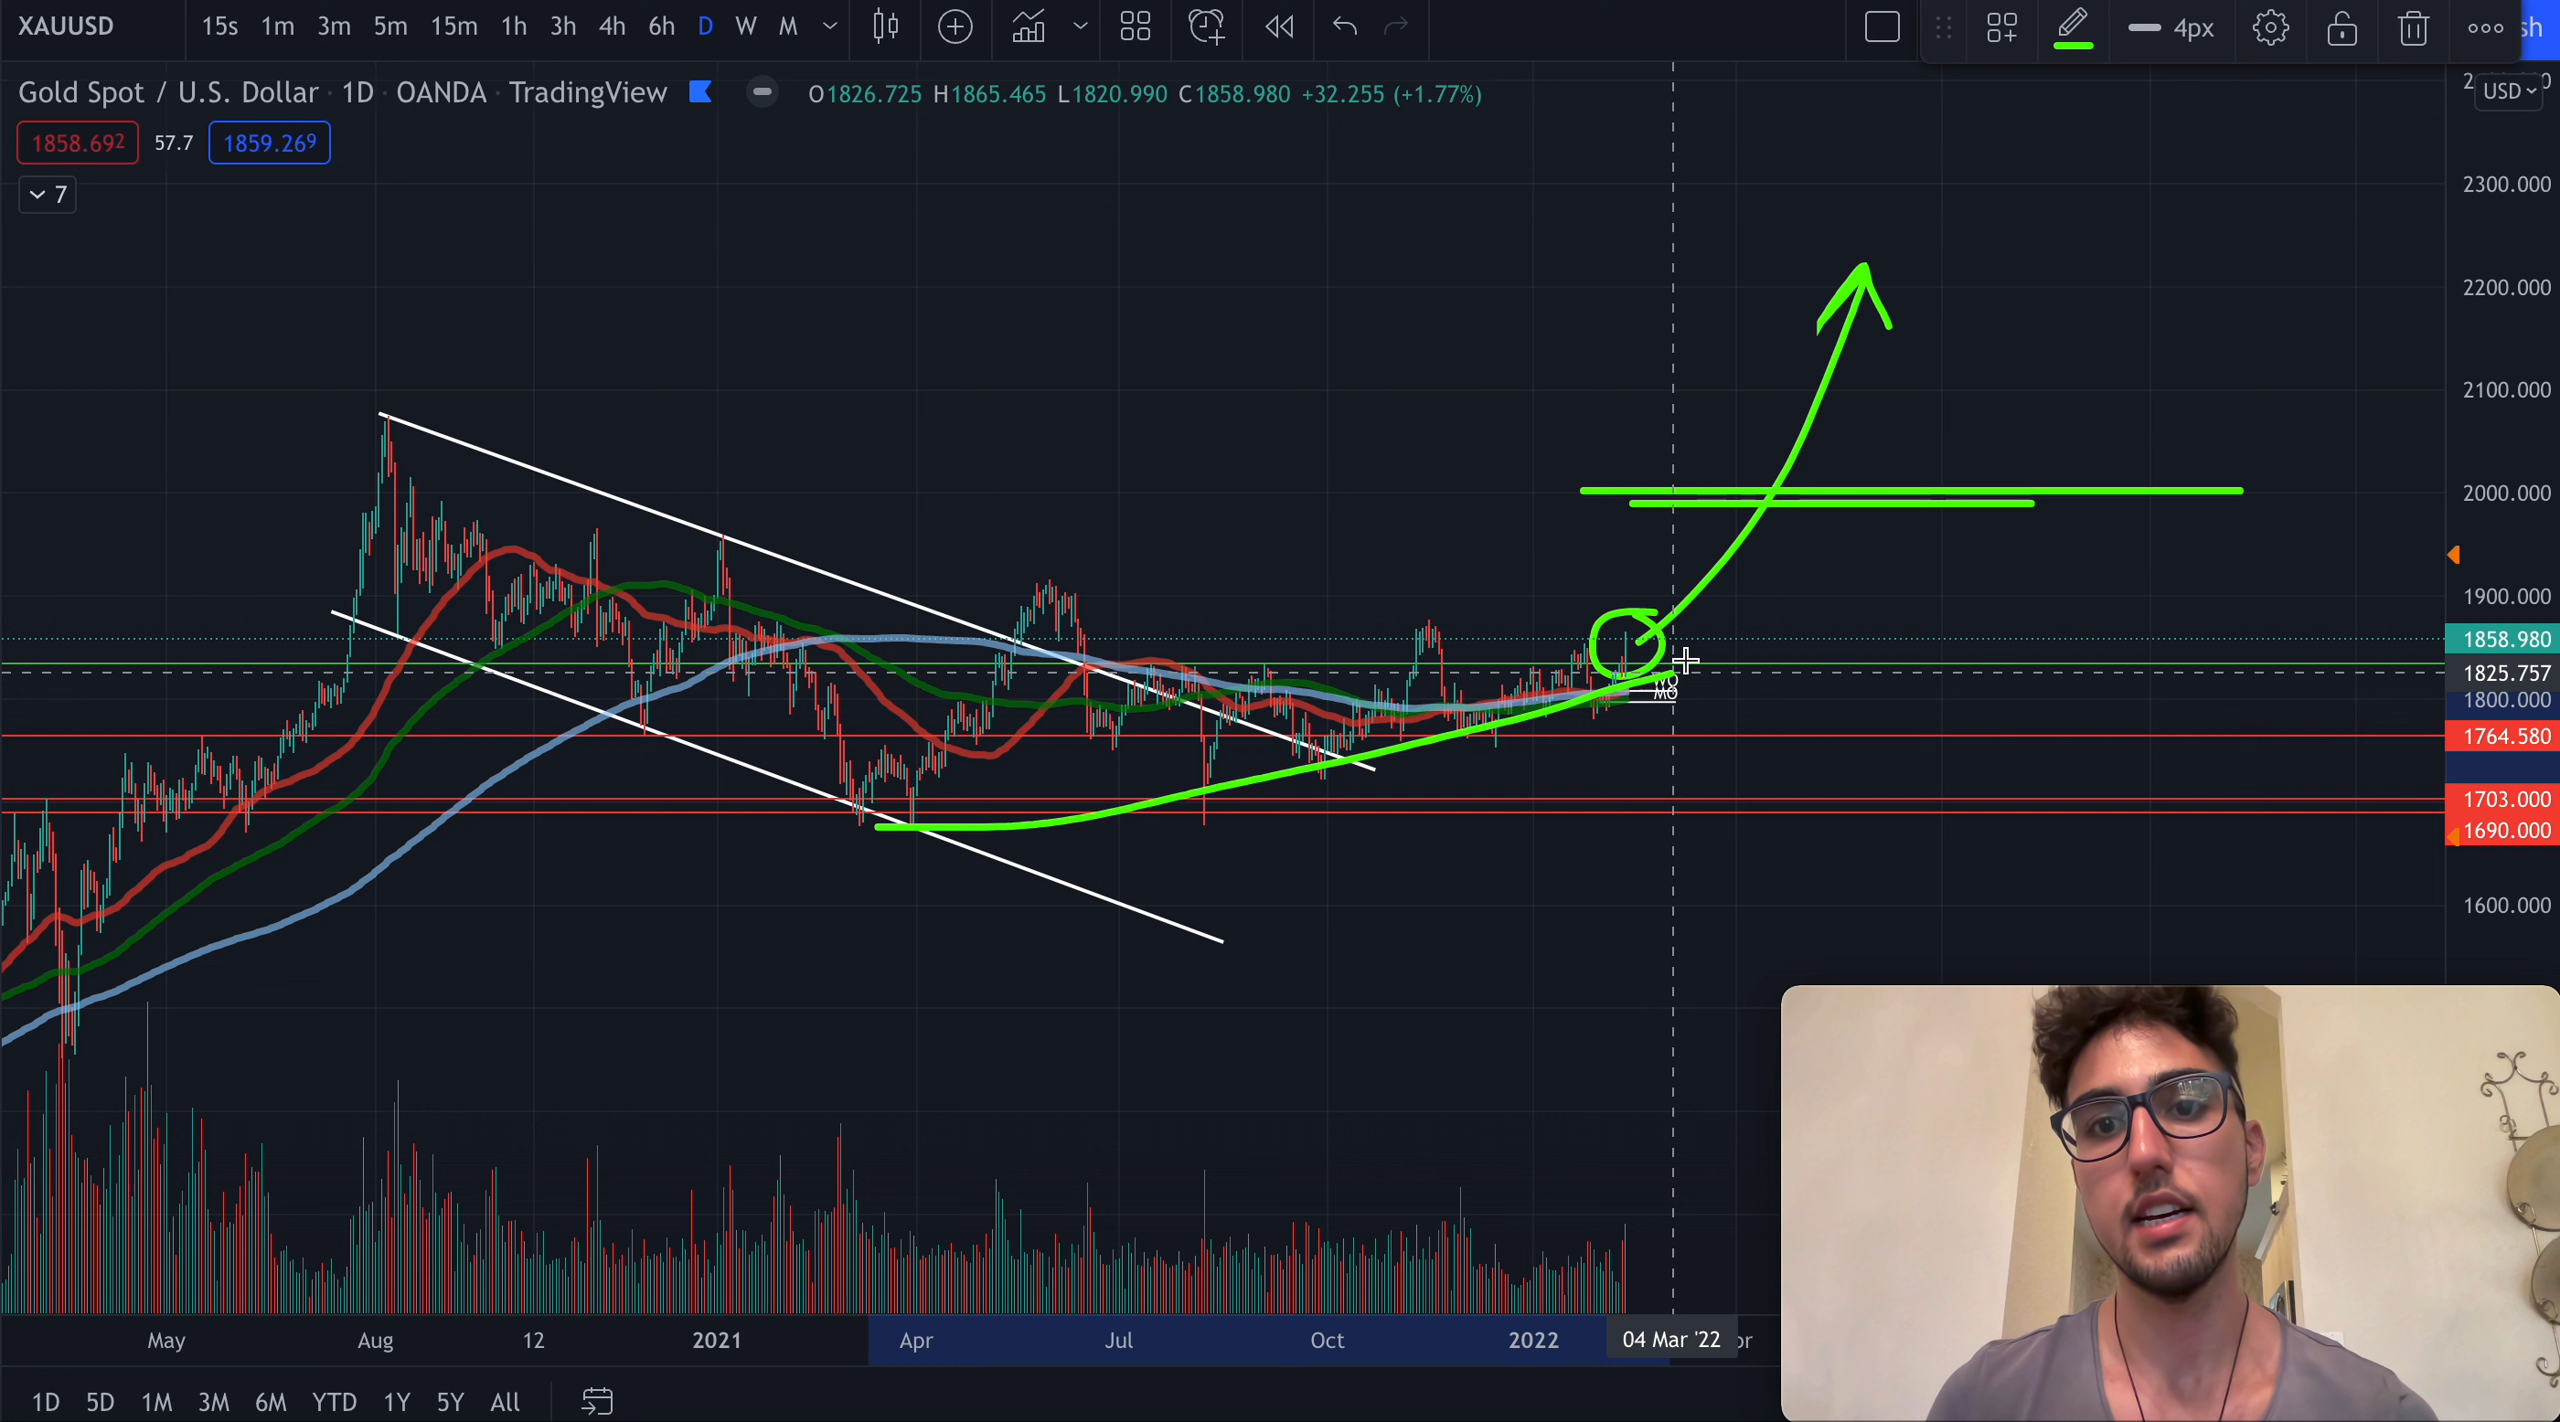 XAUUSD 15s 1m 3m 5m 15m 1h 3h 4h 6h D W M 4px sh
Gold Spot / U.S. Dollar · 1D · OANDA · TradingView O1826.725 H1865.465 L1820.990 C1858.980 +32.255 (+1.77%)
USD
1858.692 57.7 1859.269
7
2300.000
2200.000
2100.000
2000.000
1900.000
1858.980
1825.757
1800.000
WO
MO
1764.580
1703.000
1690.000
1600.000
May Aug 12 2021 Apr Jul Oct 2022 04 Mar '22
1D 5D 1M 3M 6M YTD 1Y 5Y All